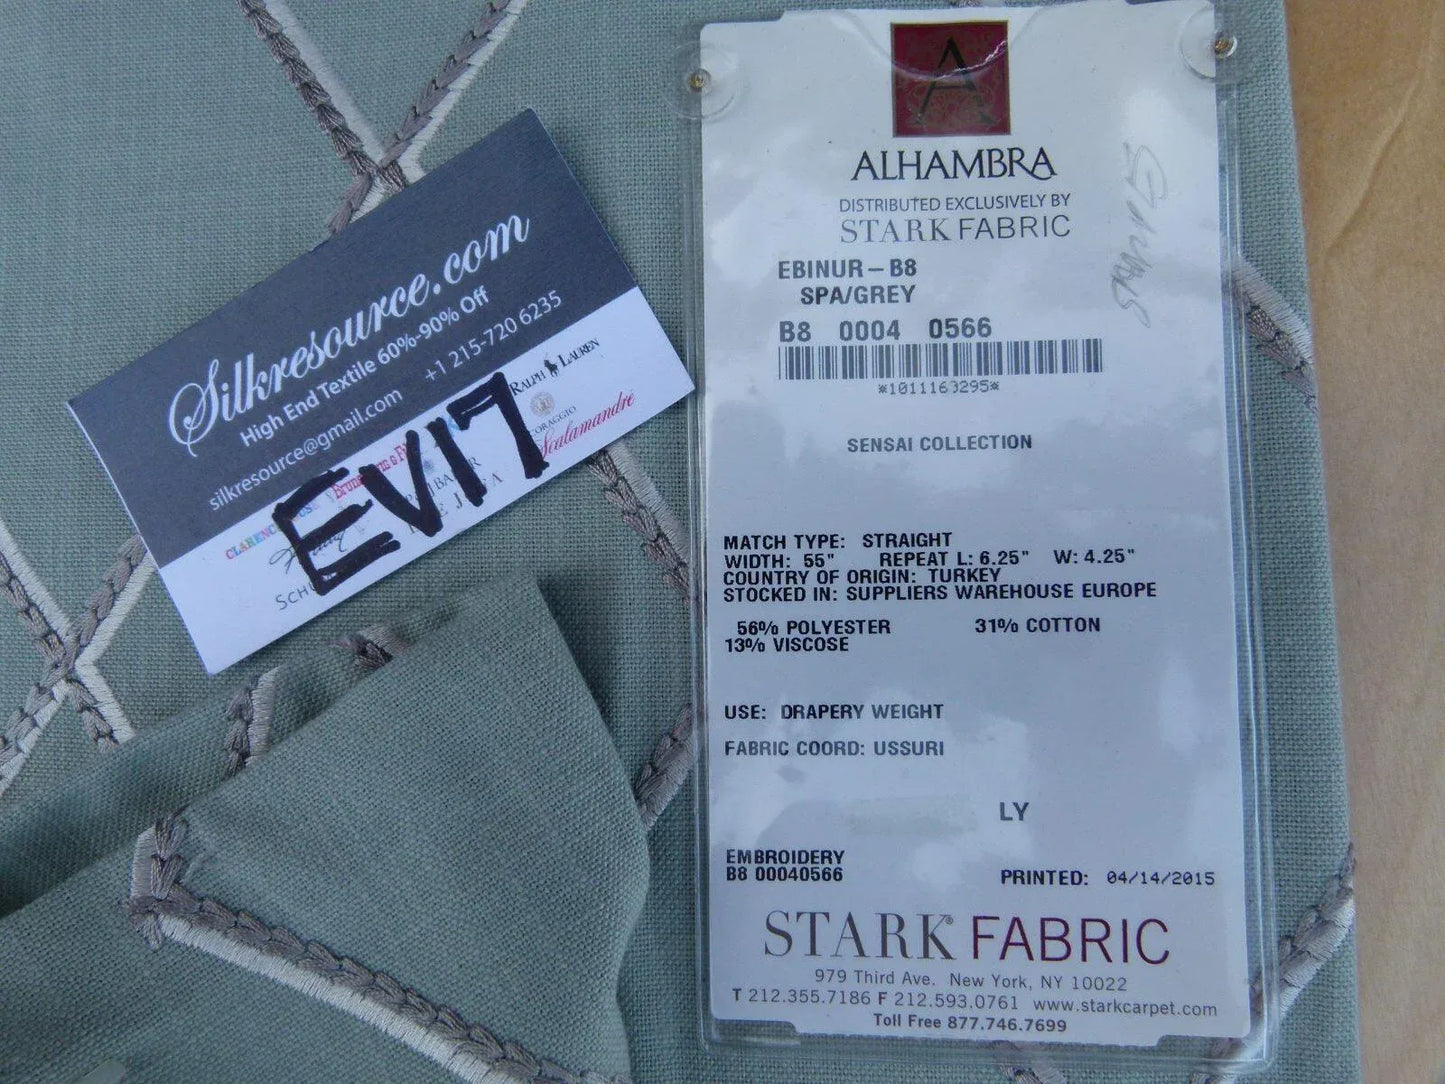 Silkresource.com
High End Textile 60%-90% Off
silkresource@gmail.com +1 215-720 6235
RALPH LAUREN
CORAGGIO
Scalamandré
EV17
A
ALHAMBRA
DISTRIBUTED EXCLUSIVELY BY
STARK FABRIC
EBINUR – B8
SPA/GREY
B8 0004 0566
*1011163295*
SENSAI COLLECTION
MATCH TYPE: STRAIGHT
WIDTH: 55" REPEAT L: 6.25" W: 4.25"
COUNTRY OF ORIGIN: TURKEY
STOCKED IN: SUPPLIERS WAREHOUSE EUROPE
56% POLYESTER 31% COTTON
13% VISCOSE
USE: DRAPERY WEIGHT
FABRIC COORD: USSURI
LY
EMBROIDERY
B8 00040566 PRINTED: 04/14/2015
STARK® FABRIC
979 Third Ave. New York, NY 10022
T 212.355.7186 F 212.593.0761 www.starkcarpet.com
Toll Free 877.746.7699